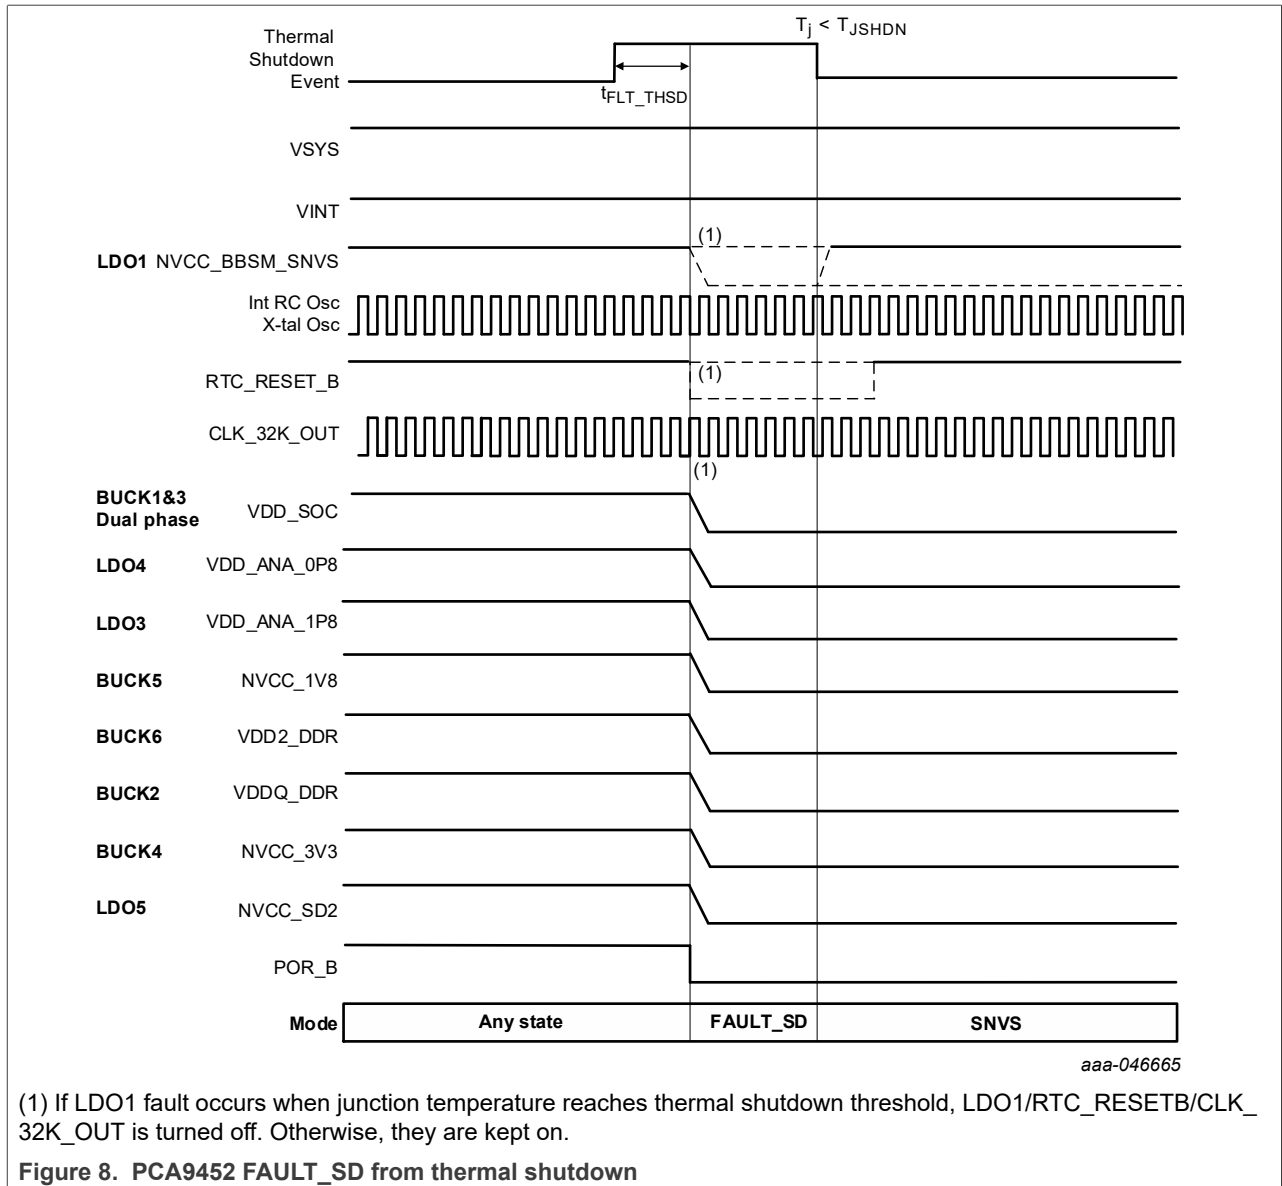 Thermal
Shutdown
Event
Tj < TJSHDN
tFLT_THSD
VSYS
VINT
LDO1 NVCC_BBSM_SNVS
(1)
Int RC Osc
X-tal Osc
RTC_RESET_B
(1)
CLK_32K_OUT
(1)
BUCK1&3
Dual phase VDD_SOC
LDO4 VDD_ANA_0P8
LDO3 VDD_ANA_1P8
BUCK5 NVCC_1V8
BUCK6 VDD2_DDR
BUCK2 VDDQ_DDR
BUCK4 NVCC_3V3
LDO5 NVCC_SD2
POR_B
Mode Any state FAULT_SD SNVS
aaa-046665
(1) If LDO1 fault occurs when junction temperature reaches thermal shutdown threshold, LDO1/RTC_RESETB/CLK_
32K_OUT is turned off. Otherwise, they are kept on.
Figure 8. PCA9452 FAULT_SD from thermal shutdown